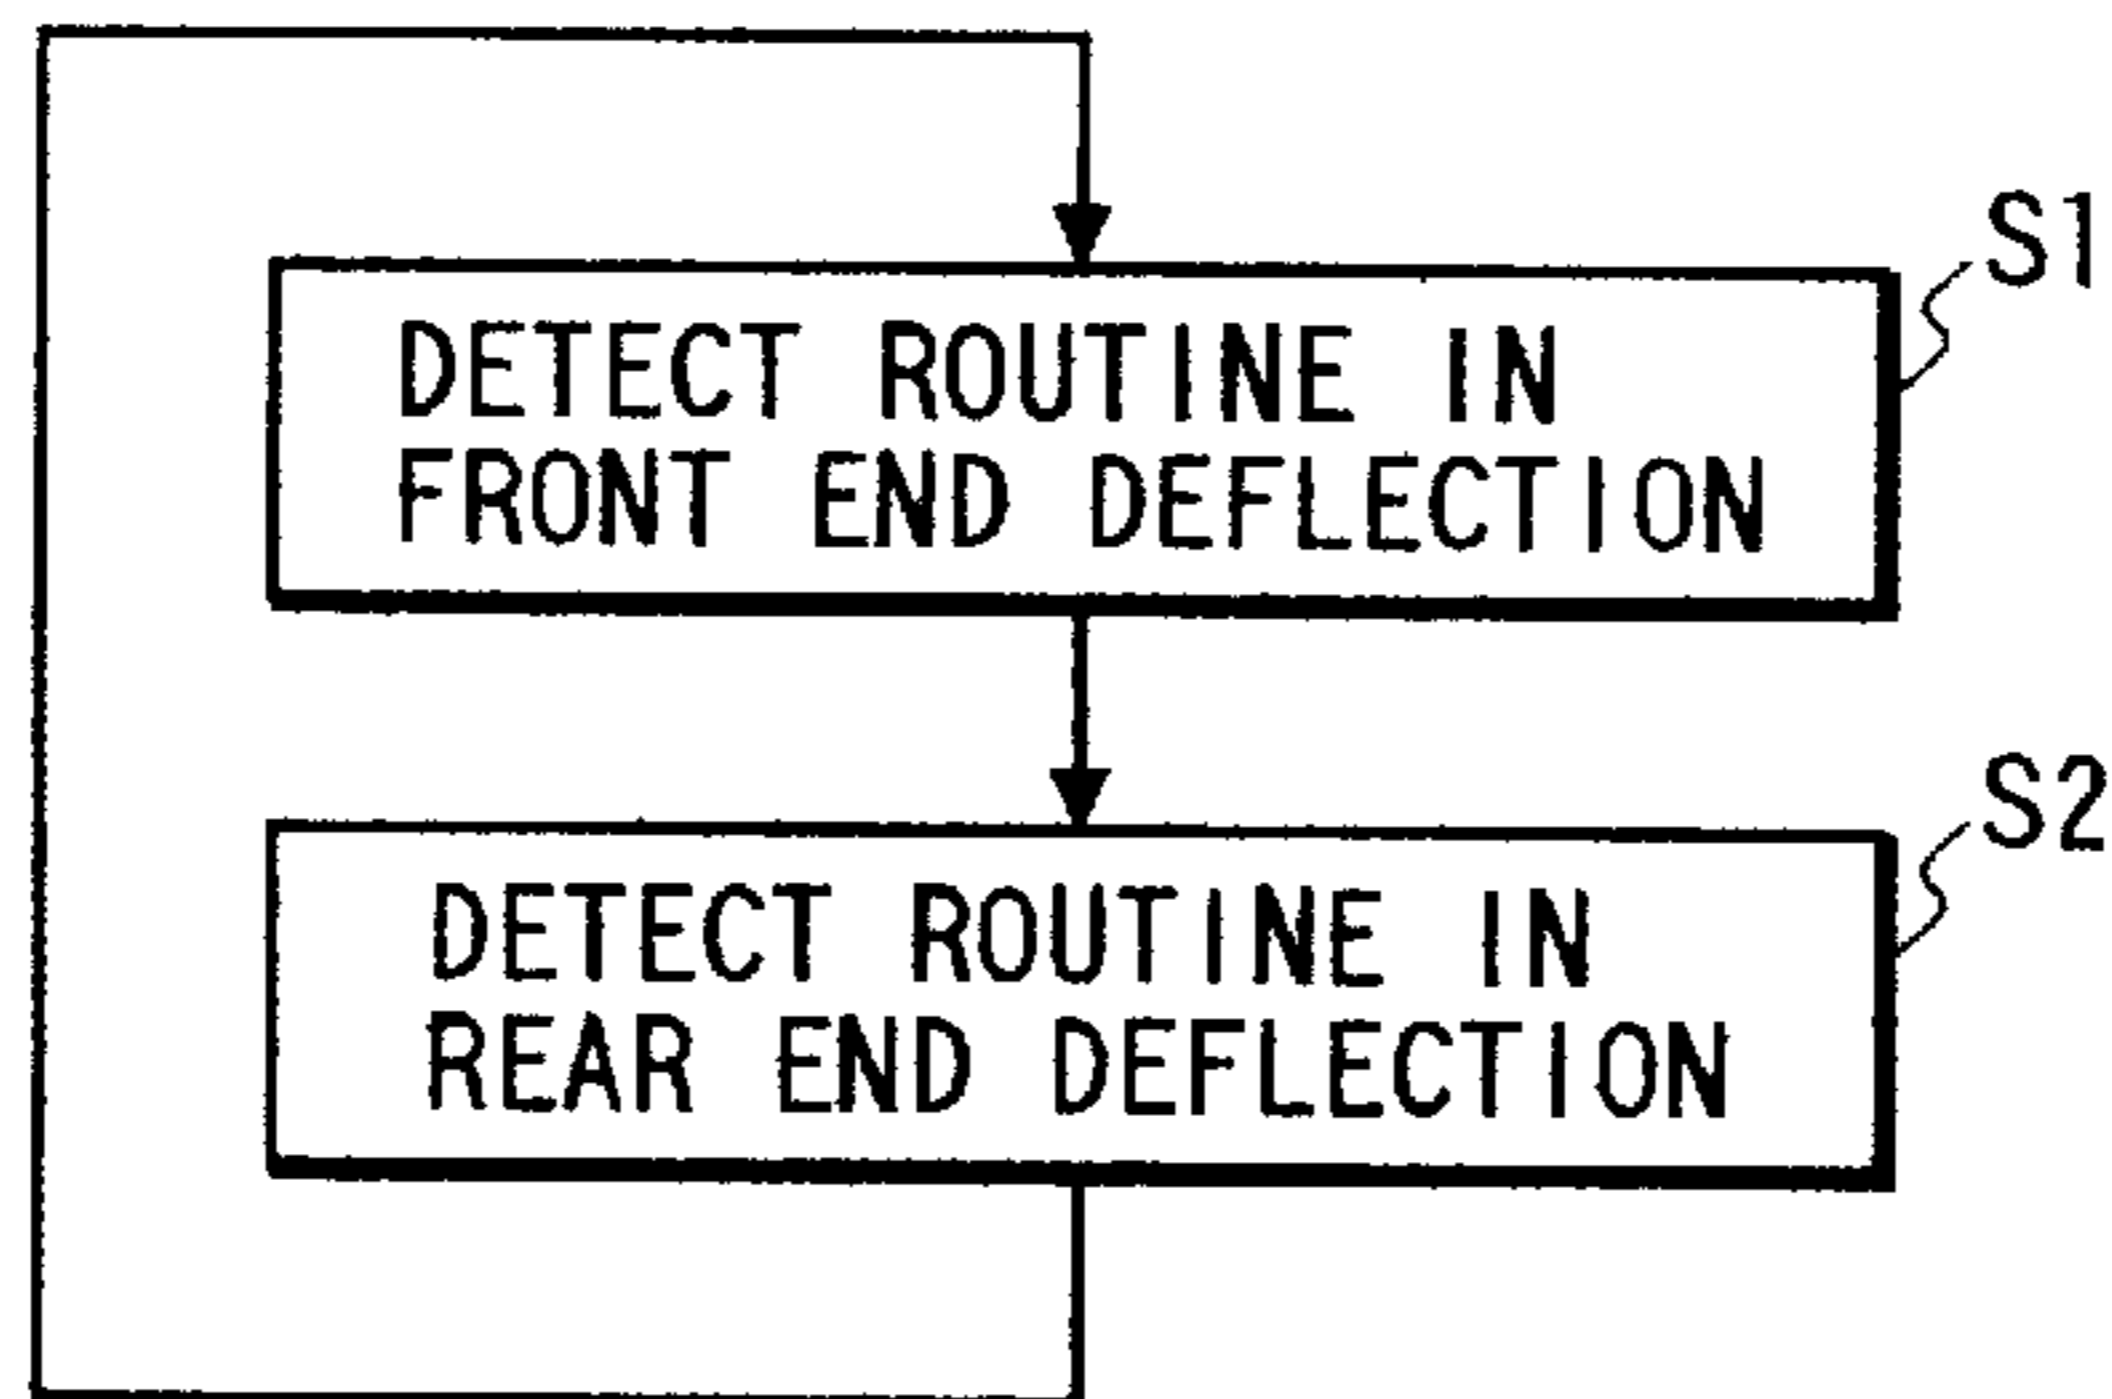 S1
DETECT ROUTINE IN
FRONT END DEFLECTION
S2
DETECT ROUTINE IN
REAR END DEFLECTION